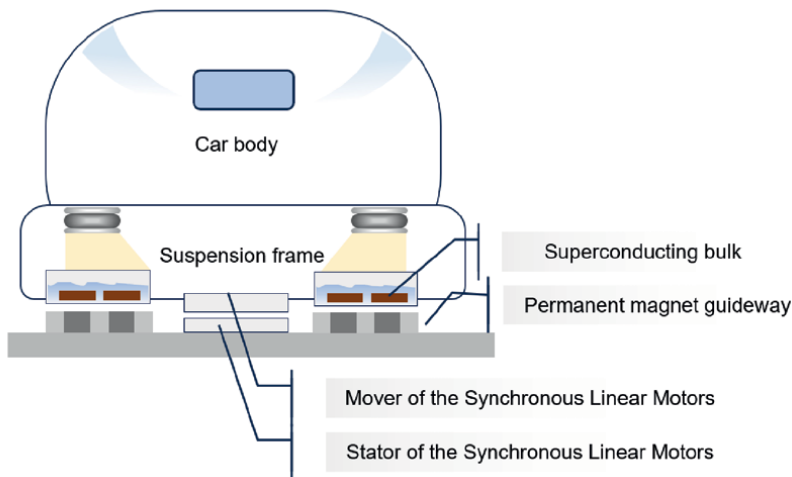 Car body
Suspension frame
Superconducting bulk
Permanent magnet guideway
Mover of the Synchronous Linear Motors
Stator of the Synchronous Linear Motors